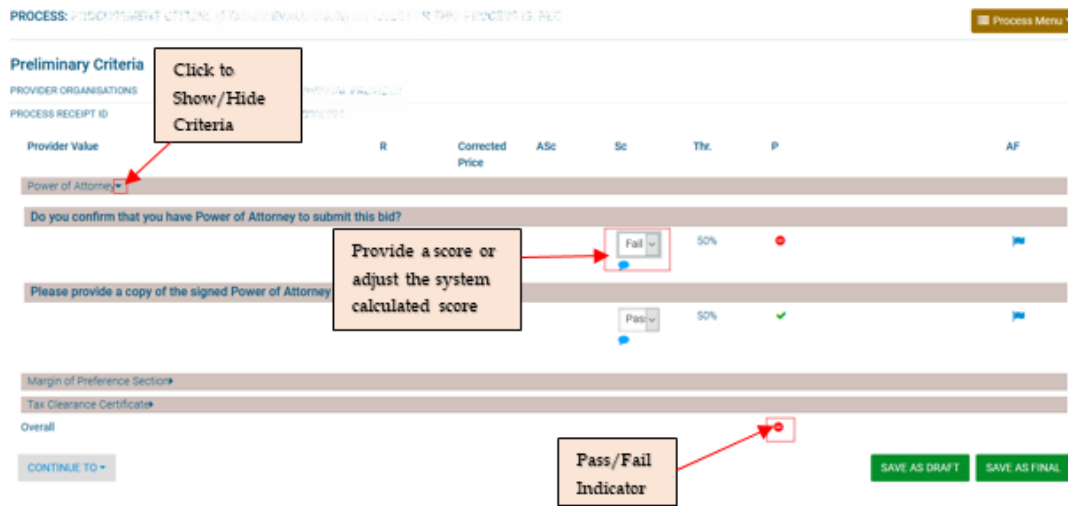 PROCESS:
Process Menu
Preliminary Criteria
Click to
Show/Hide
Criteria
PROVIDER ORGANISATIONS
PROCESS RECEIPT ID
Provider Value R Corrected Price ASc Sc Thr. P AF
Power of Attorney
Do you confirm that you have Power of Attorney to submit this bid?
Fail 50%
Provide a score or
adjust the system
calculated score
Please provide a copy of the signed Power of Attorney
Pas 50%
Margin of Preference Section
Tax Clearance Certificate
Overall
Pass/Fail
Indicator
CONTINUE TO
SAVE AS DRAFT SAVE AS FINAL